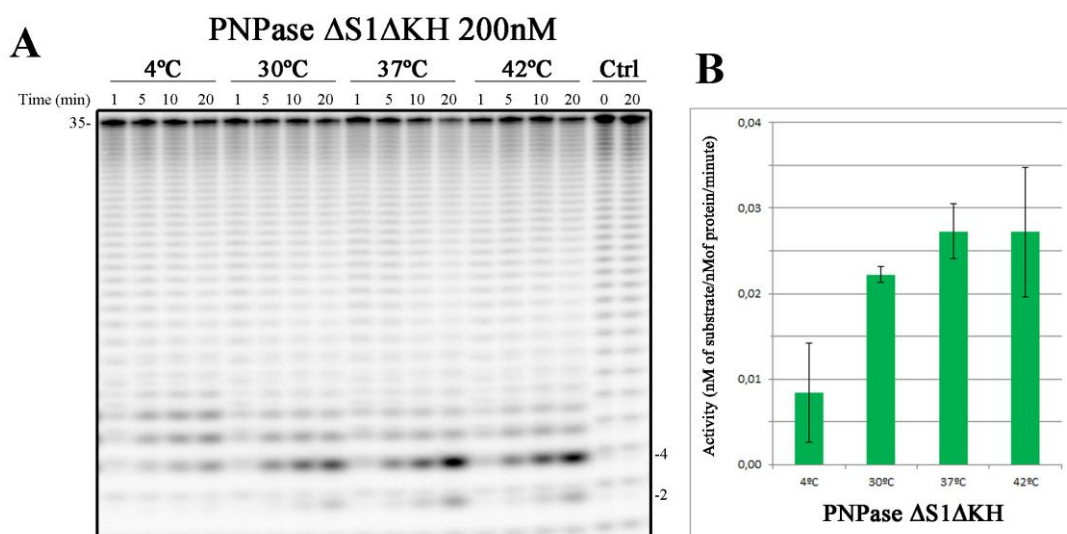 A
PNPase ΔS1ΔKH 200nM
4ºC 30ºC 37ºC 42ºC Ctrl
Time (min) 1 5 10 20 1 5 10 20 1 5 10 20 1 5 10 20 0 20
35-
-4
-2
B
Activity (nM of substrate/nMof protein/minute)
0,04
0,03
0,02
0,01
0,00
4ºC 30ºC 37ºC 42ºC
PNPase ΔS1ΔKH